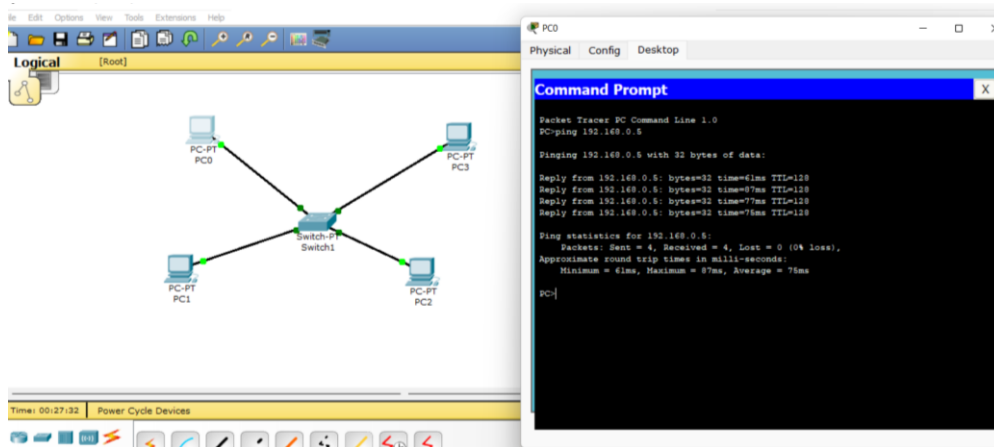 File Edit Options View Tools Extensions Help
Logical [Root]
PC-PT
PC0
PC-PT
PC3
Switch-PT
Switch1
PC-PT
PC1
PC-PT
PC2
Time: 00:27:32 Power Cycle Devices
PC0
Physical Config Desktop
Command Prompt X
Packet Tracer PC Command Line 1.0
PC>ping 192.168.0.5
Pinging 192.168.0.5 with 32 bytes of data:
Reply from 192.168.0.5: bytes=32 time=61ms TTL=128
Reply from 192.168.0.5: bytes=32 time=87ms TTL=128
Reply from 192.168.0.5: bytes=32 time=77ms TTL=128
Reply from 192.168.0.5: bytes=32 time=75ms TTL=128
Ping statistics for 192.168.0.5:
Packets: Sent = 4, Received = 4, Lost = 0 (0% loss),
Approximate round trip times in milli-seconds:
Minimum = 61ms, Maximum = 87ms, Average = 75ms
PC>